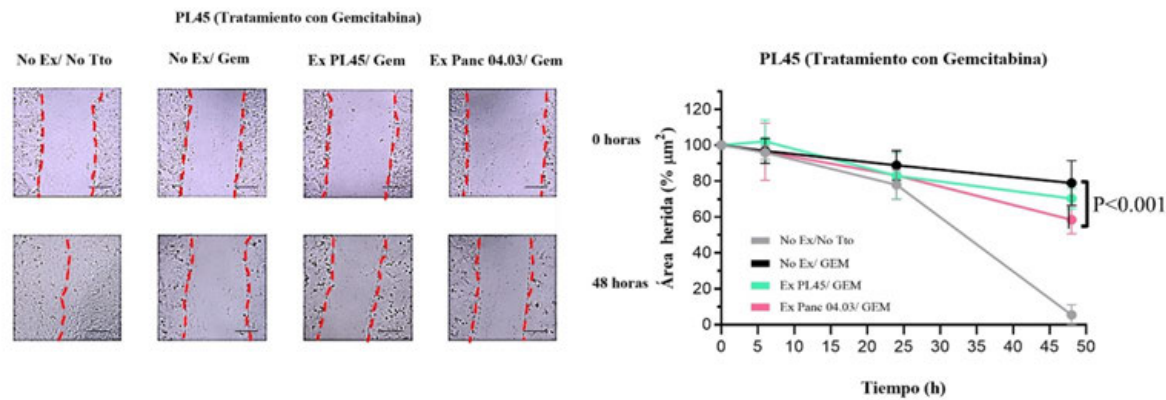 PL45 (Tratamiento con Gemcitabina)
No Ex/ No Tto
No Ex/ Gem
Ex PL45/ Gem
Ex Panc 04.03/ Gem
0 horas
48 horas
PL45 (Tratamiento con Gemcitabina)
Área herida (% µm²)
120
100
80
60
40
20
0
P<0.001
No Ex/No Tto
No Ex/ GEM
Ex PL45/ GEM
Ex Panc 04.03/ GEM
0 5 10 15 20 25 30 35 40 45 50
Tiempo (h)